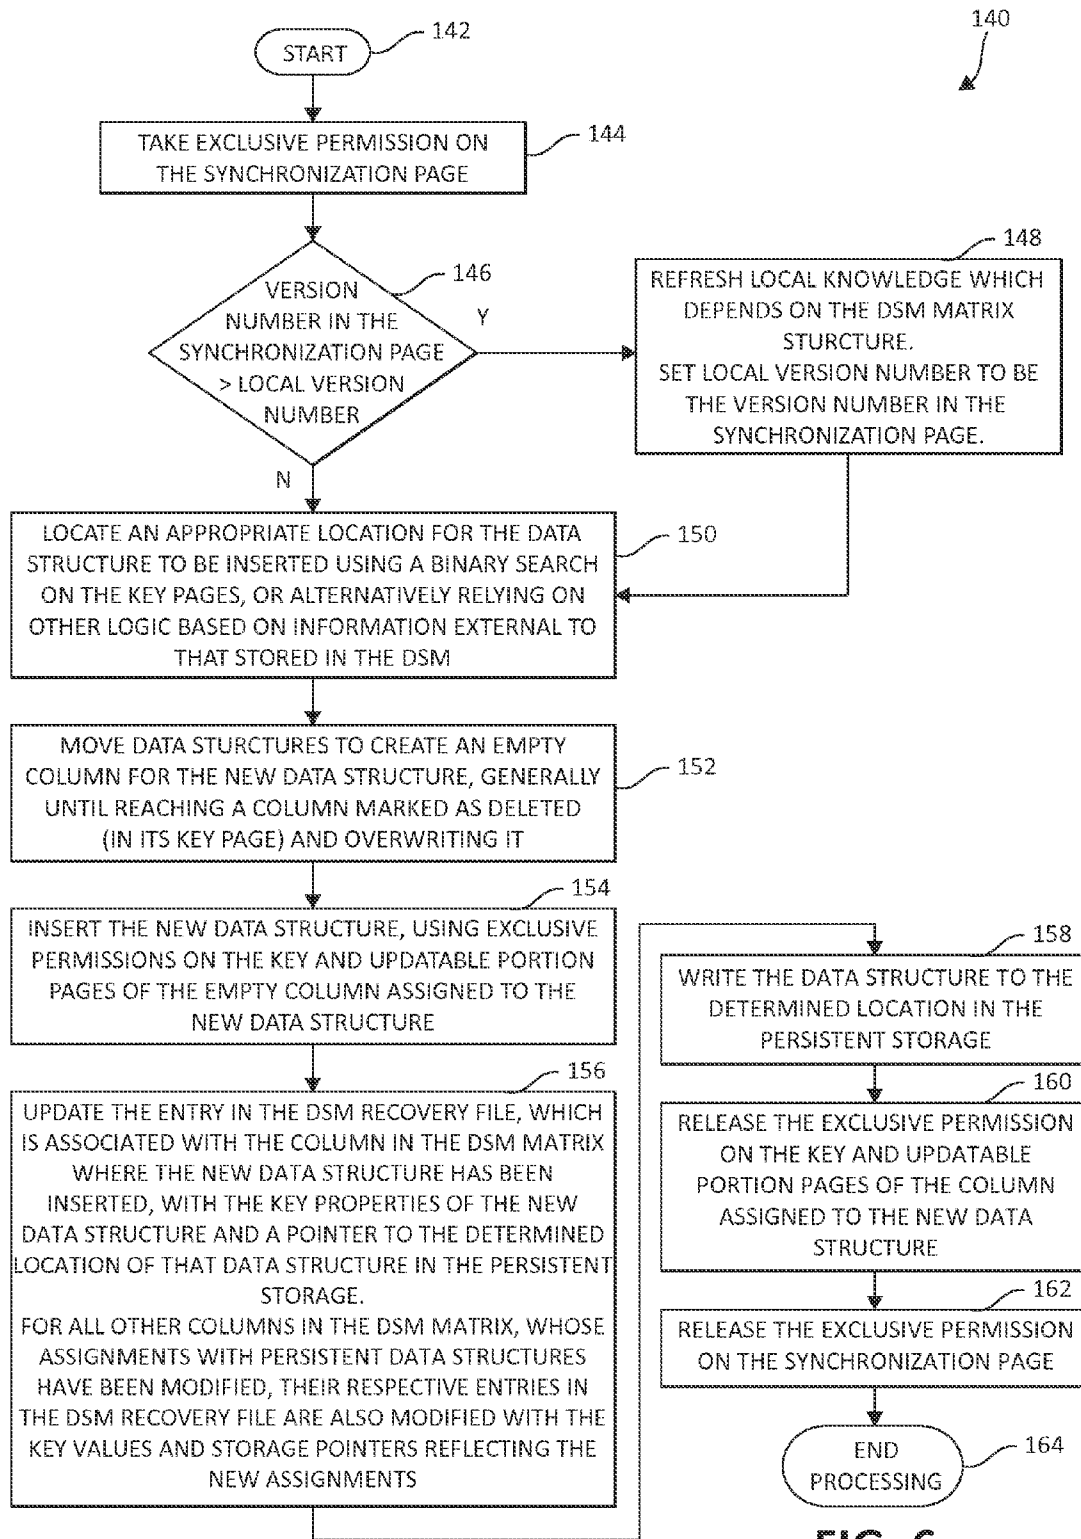 140
START
142
TAKE EXCLUSIVE PERMISSION ON
THE SYNCHRONIZATION PAGE
144
VERSION
NUMBER IN THE
SYNCHRONIZATION PAGE
> LOCAL VERSION
NUMBER
146
Y
N
148
REFRESH LOCAL KNOWLEDGE WHICH
DEPENDS ON THE DSM MATRIX
STURCTURE.
SET LOCAL VERSION NUMBER TO BE
THE VERSION NUMBER IN THE
SYNCHRONIZATION PAGE.
LOCATE AN APPROPRIATE LOCATION FOR THE DATA
STRUCTURE TO BE INSERTED USING A BINARY SEARCH
ON THE KEY PAGES, OR ALTERNATIVELY RELYING ON
OTHER LOGIC BASED ON INFORMATION EXTERNAL TO
THAT STORED IN THE DSM
150
MOVE DATA STURCTURES TO CREATE AN EMPTY
COLUMN FOR THE NEW DATA STRUCTURE, GENERALLY
UNTIL REACHING A COLUMN MARKED AS DELETED
(IN ITS KEY PAGE) AND OVERWRITING IT
152
154
INSERT THE NEW DATA STRUCTURE, USING EXCLUSIVE
PERMISSIONS ON THE KEY AND UPDATABLE PORTION
PAGES OF THE EMPTY COLUMN ASSIGNED TO THE
NEW DATA STRUCTURE
156
UPDATE THE ENTRY IN THE DSM RECOVERY FILE, WHICH
IS ASSOCIATED WITH THE COLUMN IN THE DSM MATRIX
WHERE THE NEW DATA STRUCTURE HAS BEEN
INSERTED, WITH THE KEY PROPERTIES OF THE NEW
DATA STRUCTURE AND A POINTER TO THE DETERMINED
LOCATION OF THAT DATA STRUCTURE IN THE PERSISTENT
STORAGE.
FOR ALL OTHER COLUMNS IN THE DSM MATRIX, WHOSE
ASSIGNMENTS WITH PERSISTENT DATA STRUCTURES
HAVE BEEN MODIFIED, THEIR RESPECTIVE ENTRIES IN
THE DSM RECOVERY FILE ARE ALSO MODIFIED WITH THE
KEY VALUES AND STORAGE POINTERS REFLECTING THE
NEW ASSIGNMENTS
158
WRITE THE DATA STRUCTURE TO THE
DETERMINED LOCATION IN THE
PERSISTENT STORAGE
160
RELEASE THE EXCLUSIVE PERMISSION
ON THE KEY AND UPDATABLE
PORTION PAGES OF THE COLUMN
ASSIGNED TO THE NEW DATA
STRUCTURE
162
RELEASE THE EXCLUSIVE PERMISSION
ON THE SYNCHRONIZATION PAGE
END
PROCESSING
164
FIG. 6